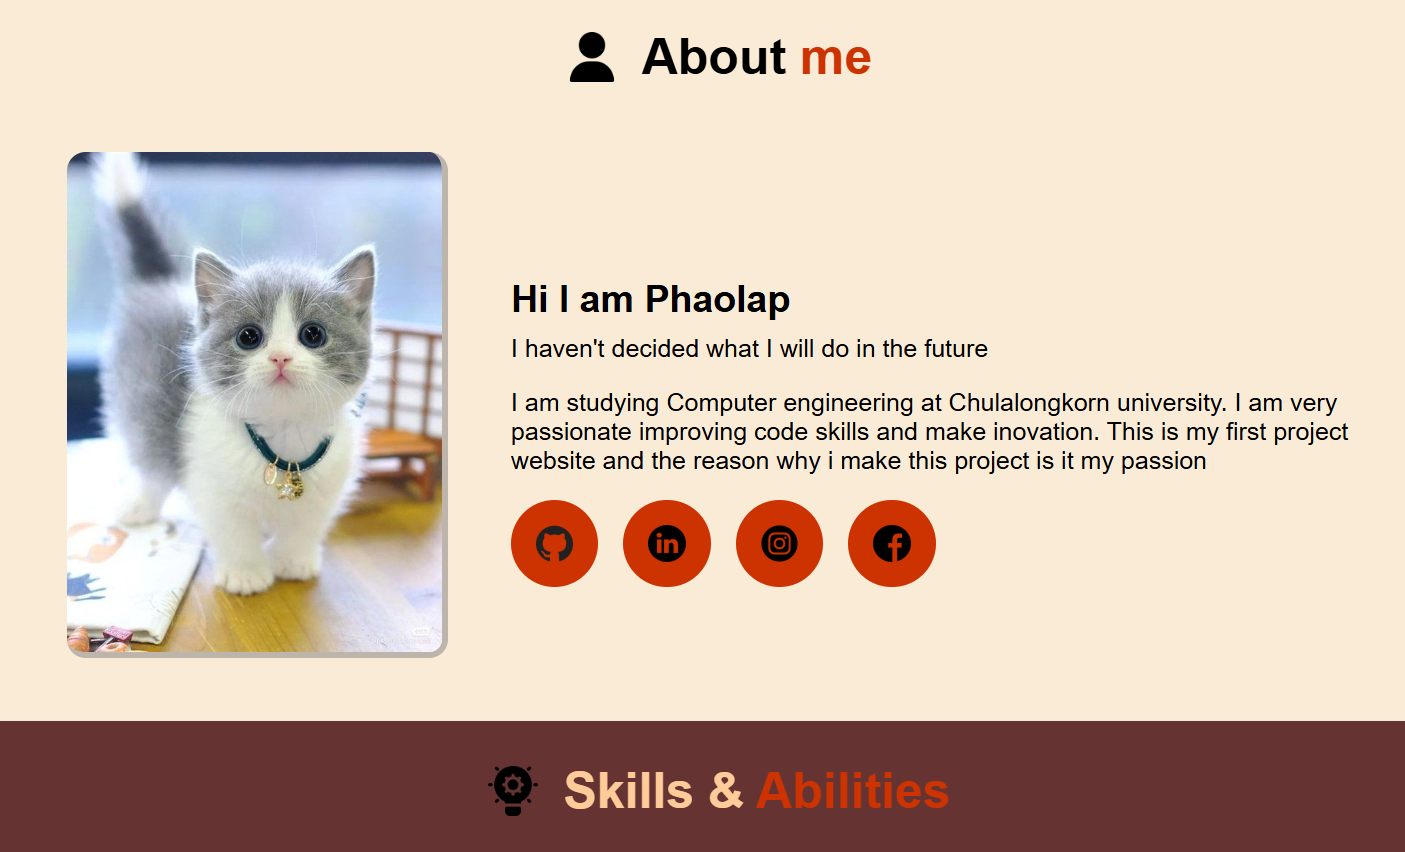 About me
Hi I am Phaolap
I haven't decided what I will do in the future
I am studying Computer engineering at Chulalongkorn university. I am very
passionate improving code skills and make inovation. This is my first project
website and the reason why i make this project is it my passion
in
Skills & Abilities